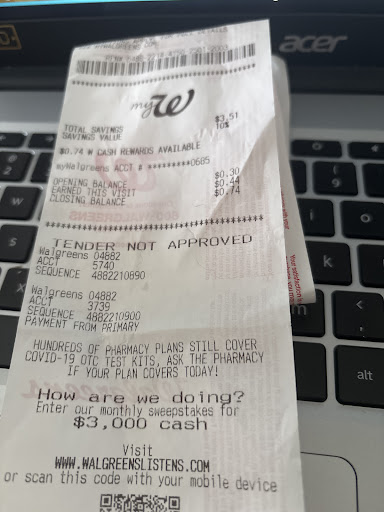 acer
WALGREENS.COM
myW
TOTAL SAVINGS $3.51
SAVINGS VALUE 10%
$0.74 W CASH REWARDS AVAILABLE
myWalgreens ACCT # *********0685
OPENING BALANCE $0.30
EARNED THIS VISIT $0.44
CLOSING BALANCE $0.74
TENDER NOT APPROVED
Walgreens 04882
ACCT 5740
SEQUENCE 4882210890
Walgreens 04882
ACCT 3739
SEQUENCE 4882210900
PAYMENT FROM PRIMARY
HUNDREDS OF PHARMACY PLANS STILL COVER
COVID-19 OTC TEST KITS. ASK THE PHARMACY
IF YOUR PLAN COVERS TODAY!
How are we doing?
Enter our monthly sweepstakes for
$3,000 cash
Visit
WWW.WALGREENSLISTENS.COM
or scan this code with your mobile device
alt